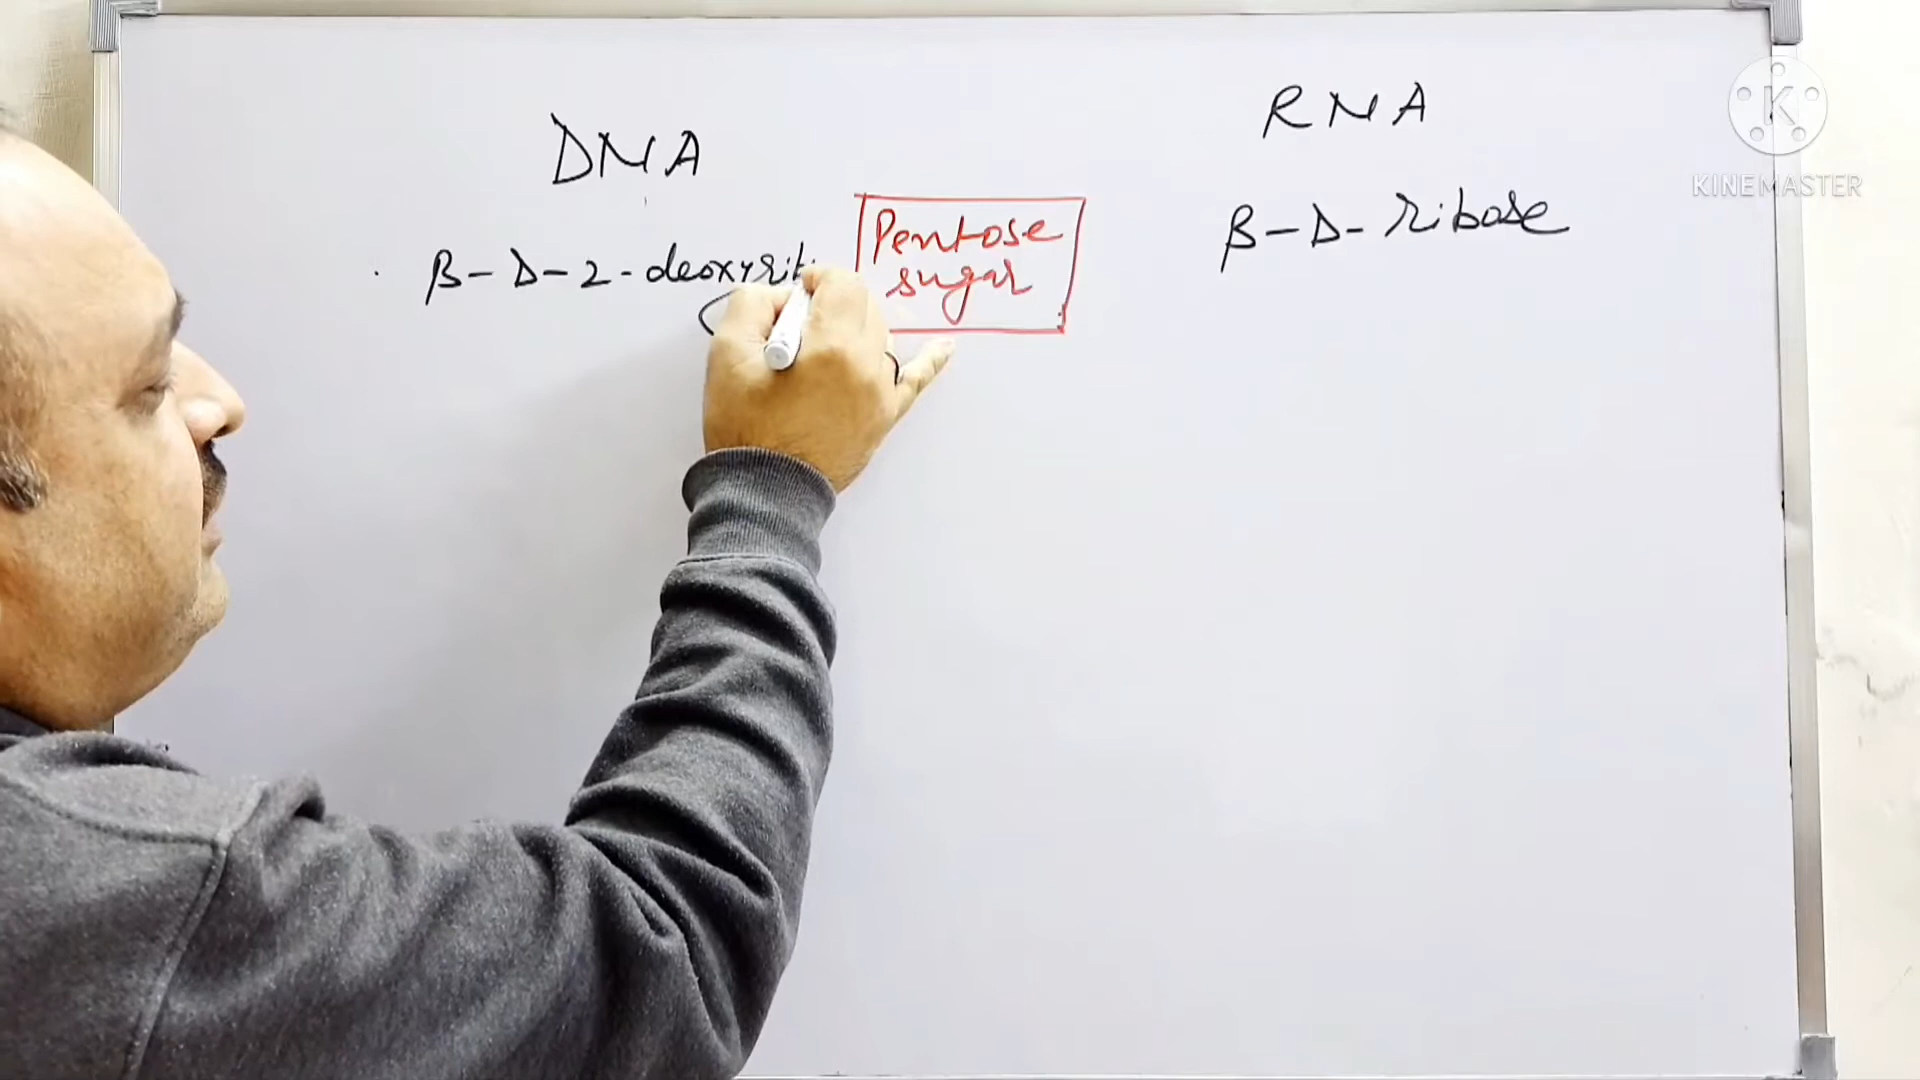 DNA
RNA
β-D-2-deoxyrib
Pentose
sugar
β-D-ribose
K
KINEMASTER